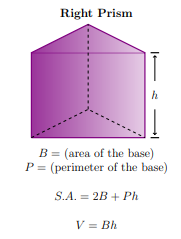 Right Prism
h
B = (area of the base)
P = (perimeter of the base)
S.A. = 2B + Ph
V = Bh